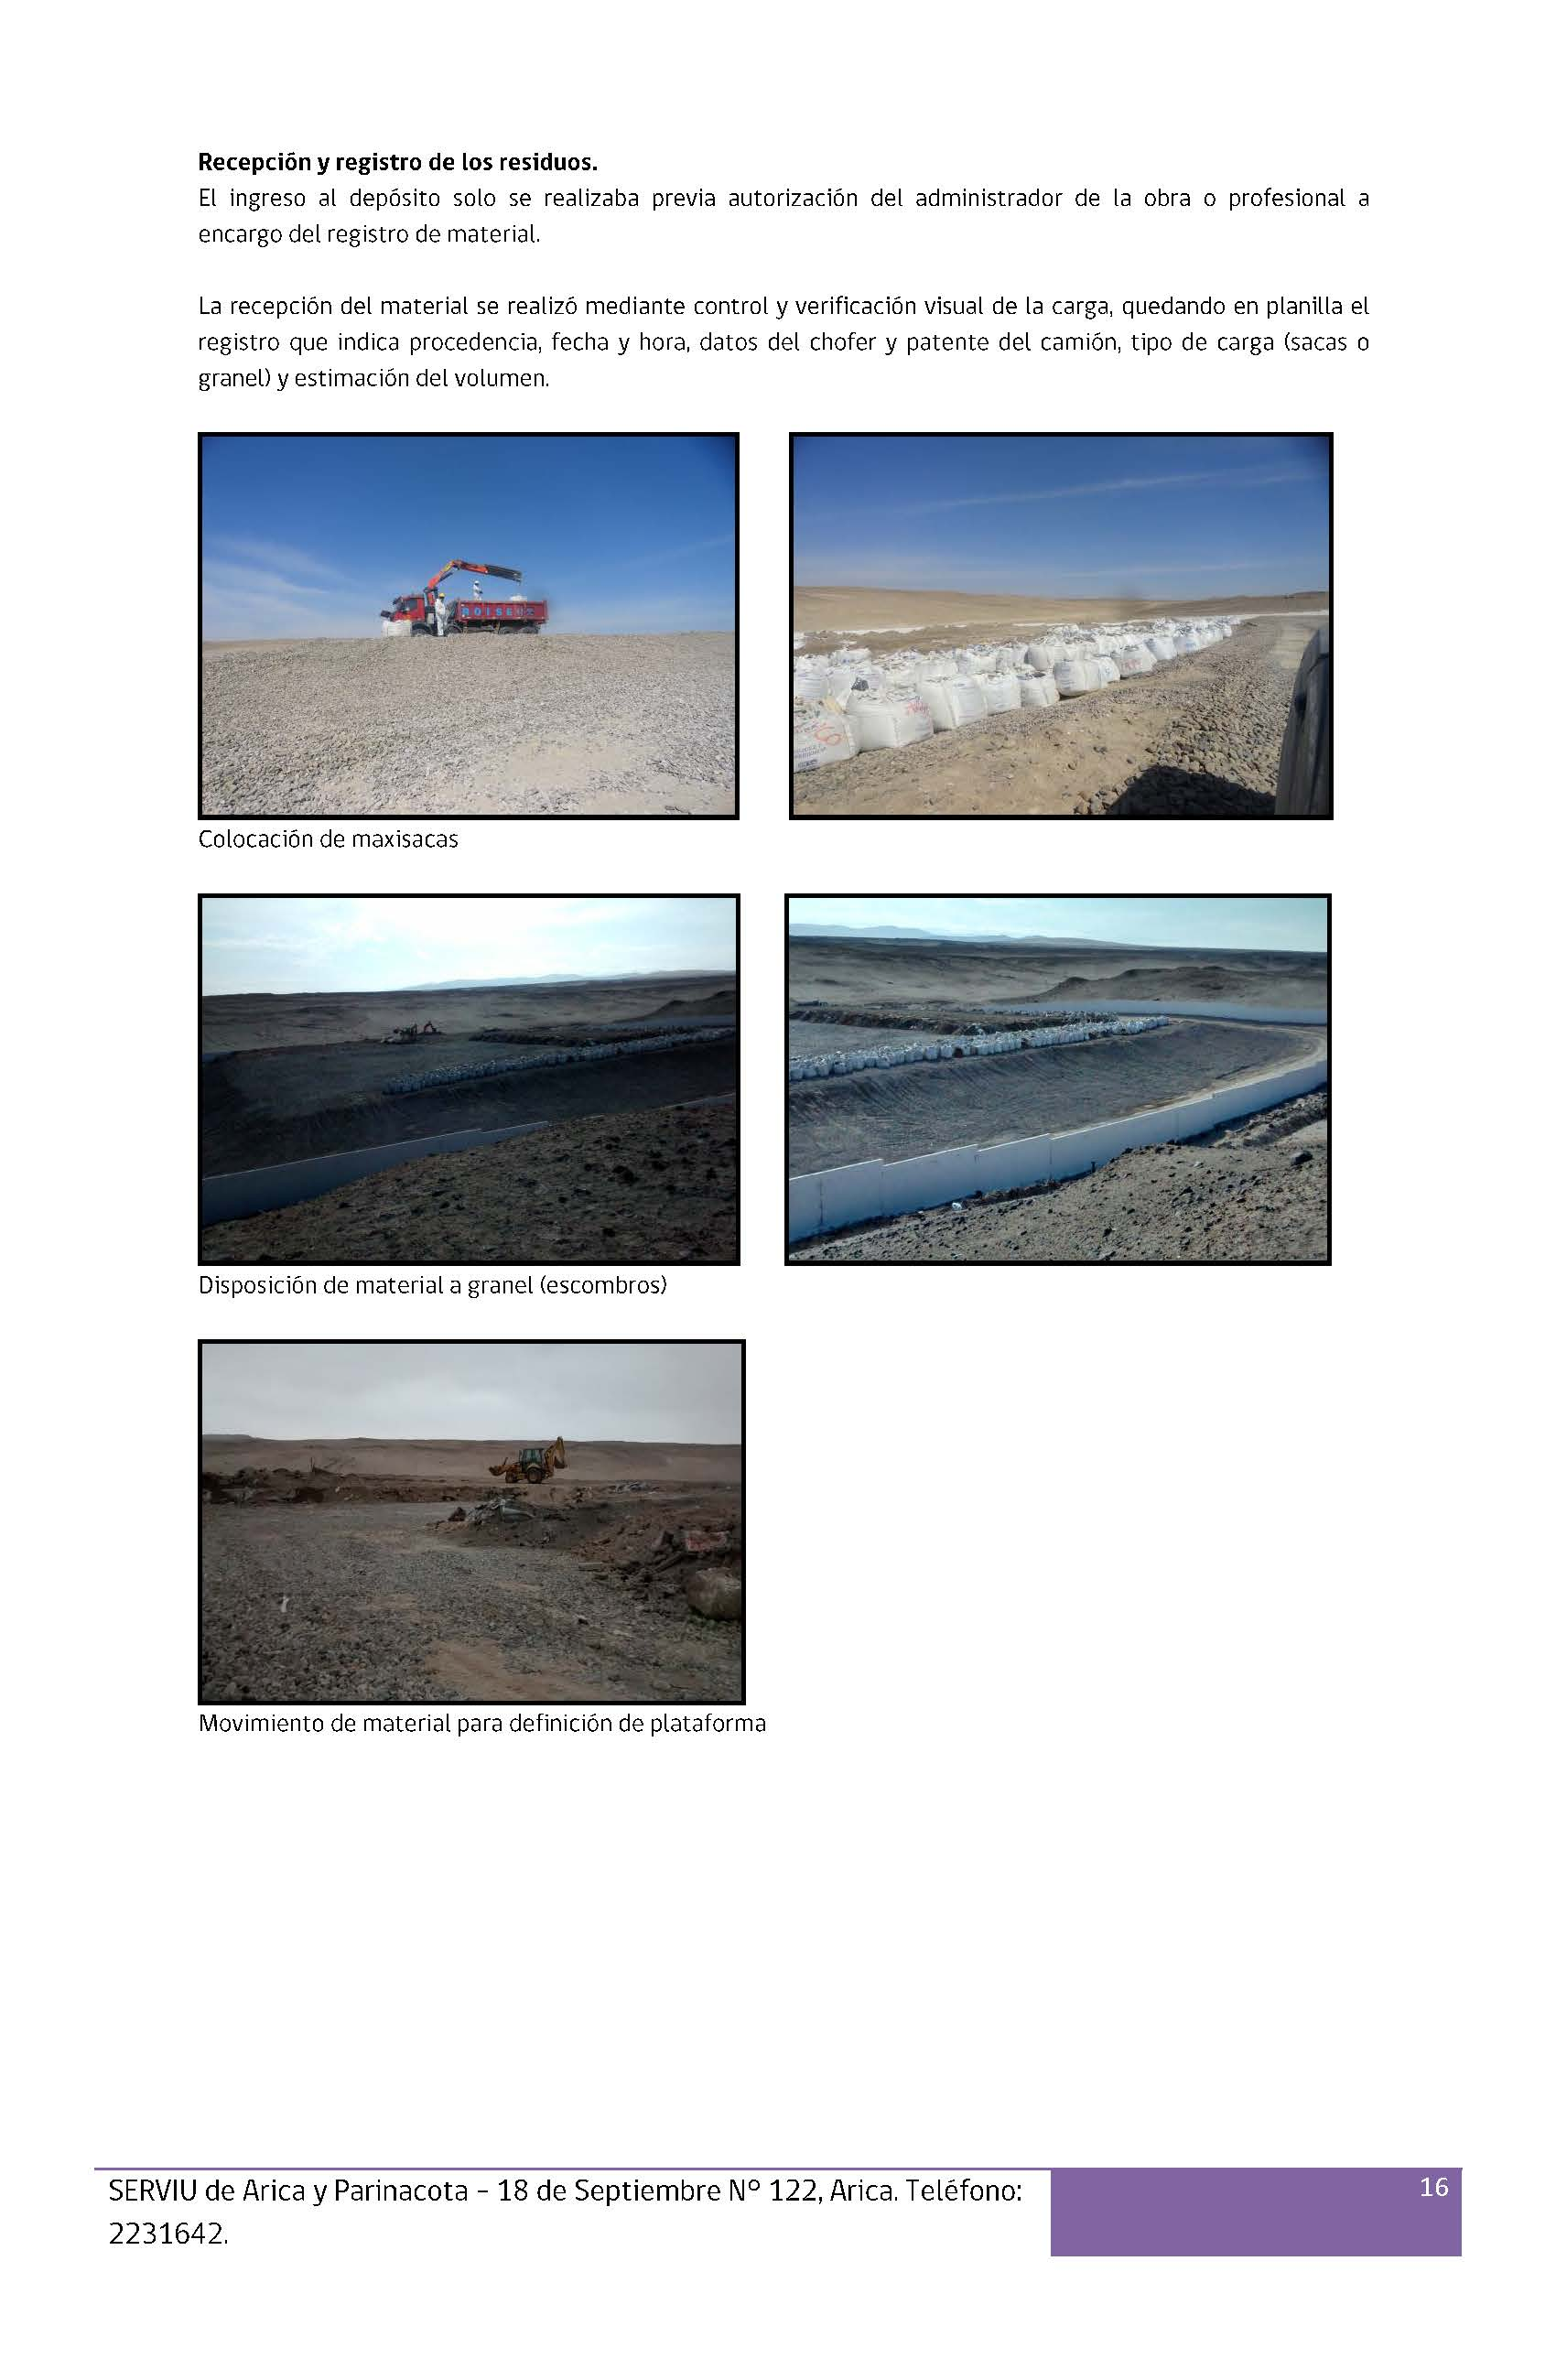 Recepción y registro de los residuos.
El ingreso al depósito solo se realizaba previa autorización del administrador de la obra o profesional a
encargo del registro de material.
La recepción del material se realizó mediante control y verificación visual de la carga, quedando en planilla el
registro que indica procedencia, fecha y hora, datos del chofer y patente del camión, tipo de carga (sacas o
granel) y estimación del volumen.
Colocación de maxisacas
Disposición de material a granel (escombros)
Movimiento de material para definición de plataforma
SERVIU de Arica y Parinacota – 18 de Septiembre N° 122, Arica. Teléfono:
2231642.
16